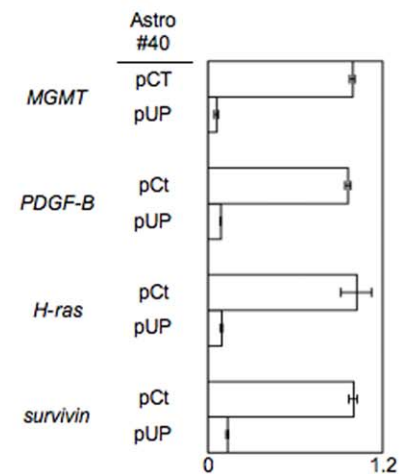 Astro
#40
MGMT
pCT
pUP
PDGF-B
pCt
pUP
H-ras
pCt
pUP
survivin
pCt
pUP
0 1.2